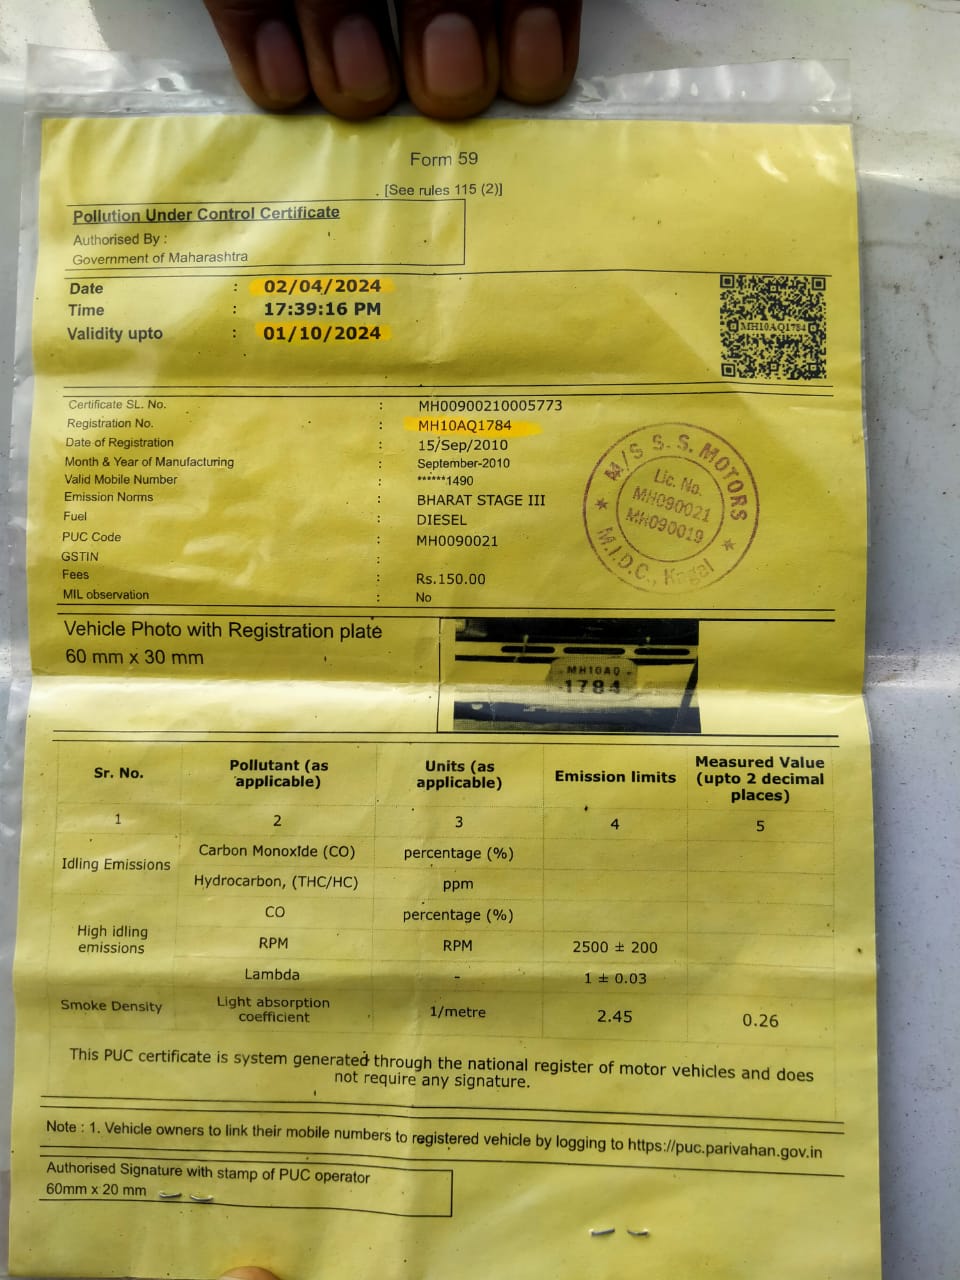 Form 59
[See rules 115 (2)]
Pollution Under Control Certificate
Authorised By :
Government of Maharashtra
Date : 02/04/2024
Time : 17:39:16 PM
Validity upto : 01/10/2024
MH10AQ1784
Certificate SL. No. : MH00900210005773
Registration No. : MH10AQ1784
Date of Registration : 15/Sep/2010
Month & Year of Manufacturing : September-2010
Valid Mobile Number : ******1490
Emission Norms : BHARAT STAGE III
Fuel : DIESEL
PUC Code : MH0090021
GSTIN :
Fees : Rs.150.00
MIL observation : No
M/S S. S. MOTORS
Lic. No.
MH090021
MH090019
M.I.D.C., Kagal
Vehicle Photo with Registration plate
60 mm x 30 mm
MH10AQ
1784
Sr. No. Pollutant (as applicable) Units (as applicable) Emission limits Measured Value (upto 2 decimal places)
1 2 3 4 5
Idling Emissions Carbon Monoxide (CO) percentage (%)
Hydrocarbon, (THC/HC) ppm
High idling emissions CO percentage (%)
RPM RPM 2500 ± 200
Lambda - 1 ± 0.03
Smoke Density Light absorption coefficient 1/metre 2.45 0.26
This PUC certificate is system generated through the national register of motor vehicles and does
not require any signature.
Note : 1. Vehicle owners to link their mobile numbers to registered vehicle by logging to https://puc.parivahan.gov.in
Authorised Signature with stamp of PUC operator
60mm x 20 mm